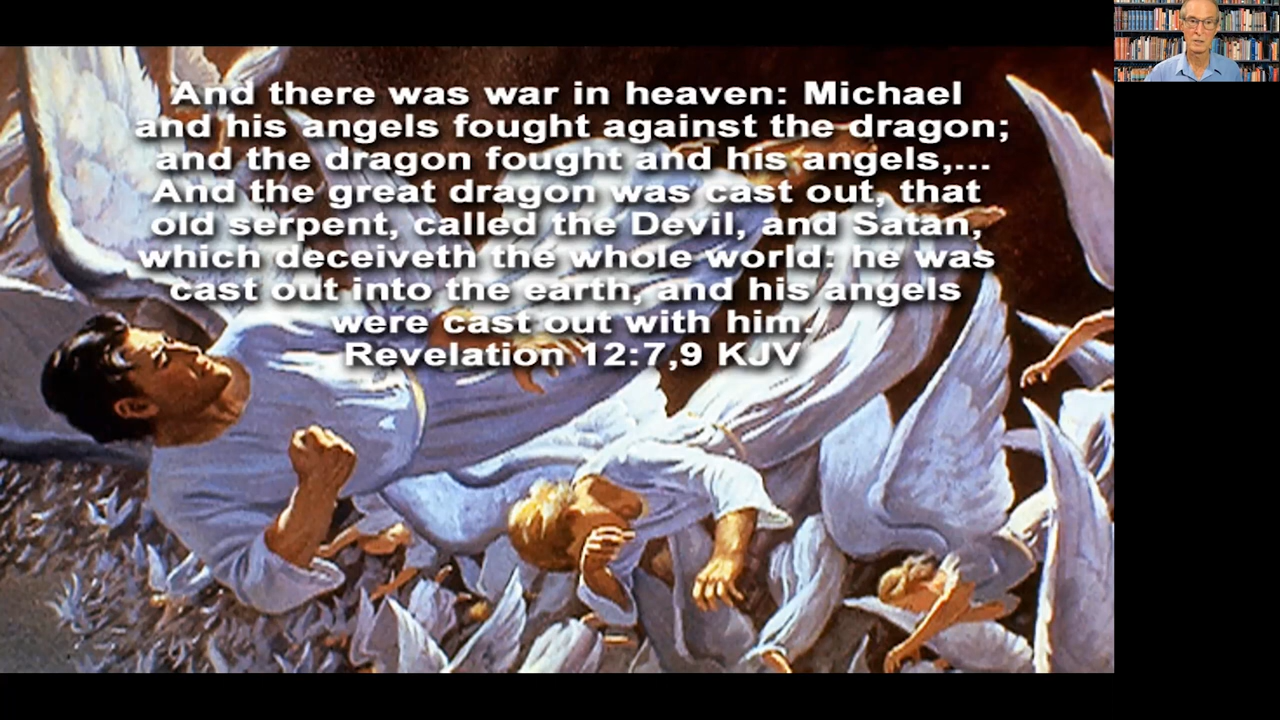 And there was war in heaven: Michael
and his angels fought against the dragon;
and the dragon fought and his angels,...
And the great dragon was cast out, that
old serpent, called the Devil, and Satan,
which deceiveth the whole world: he was
cast out into the earth, and his angels
were cast out with him.
Revelation 12:7,9 KJV